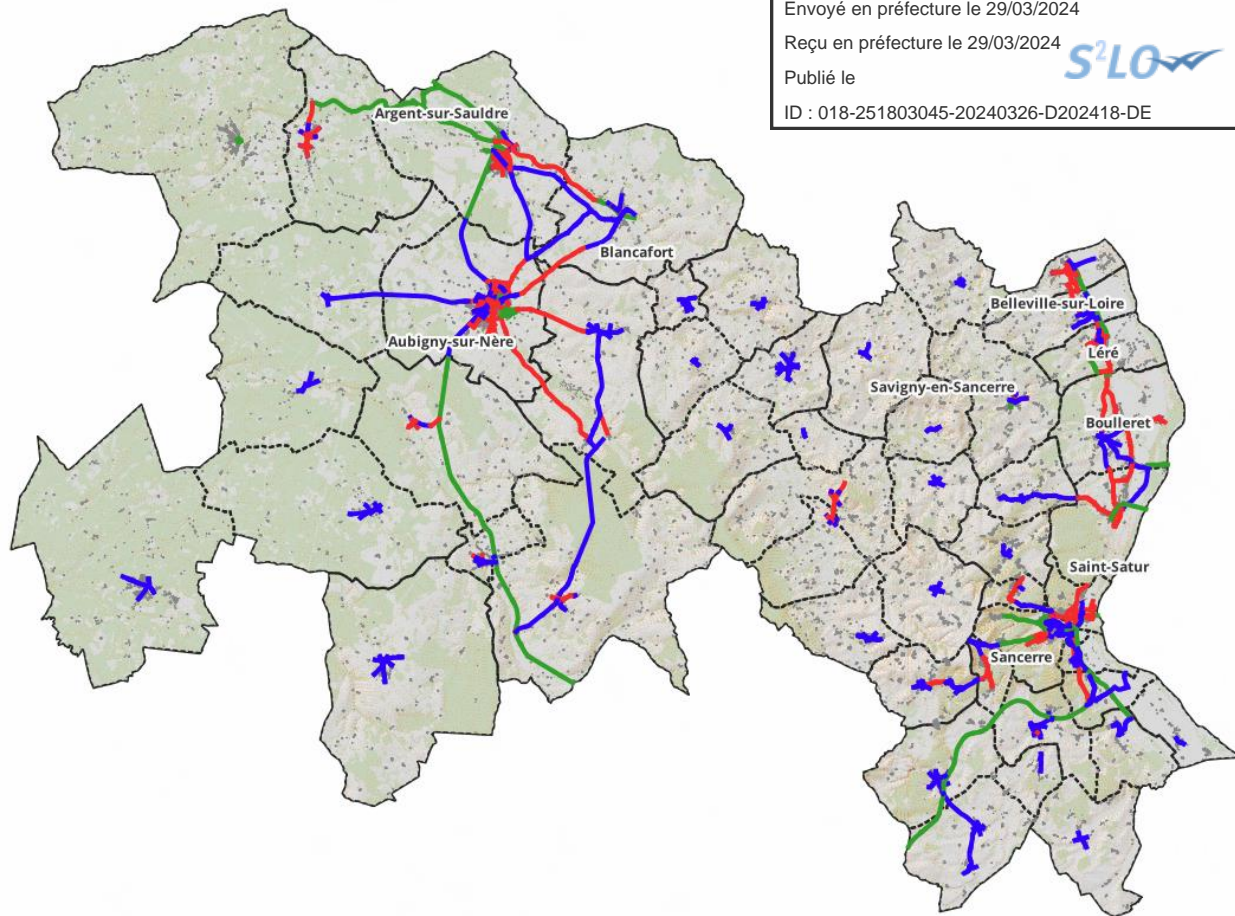 Envoyé en préfecture le 29/03/2024
Reçu en préfecture le 29/03/2024
S²LO
Publié le
ID : 018-251803045-20240326-D202418-DE
Argent-sur-Sauldre
Blancafort
Belleville-sur-Loire
Aubigny-sur-Nère
Léré
Savigny-en-Sancerre
Boulleret
Saint-Satur
Sancerre